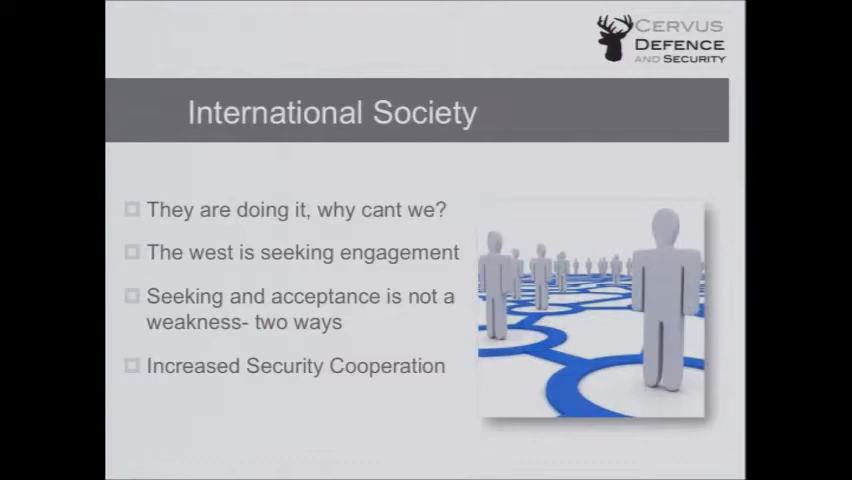 CERVUS
DEFENCE
AND SECURITY
International Society
They are doing it, why cant we?
The west is seeking engagement
Seeking and acceptance is not a
weakness- two ways
Increased Security Cooperation